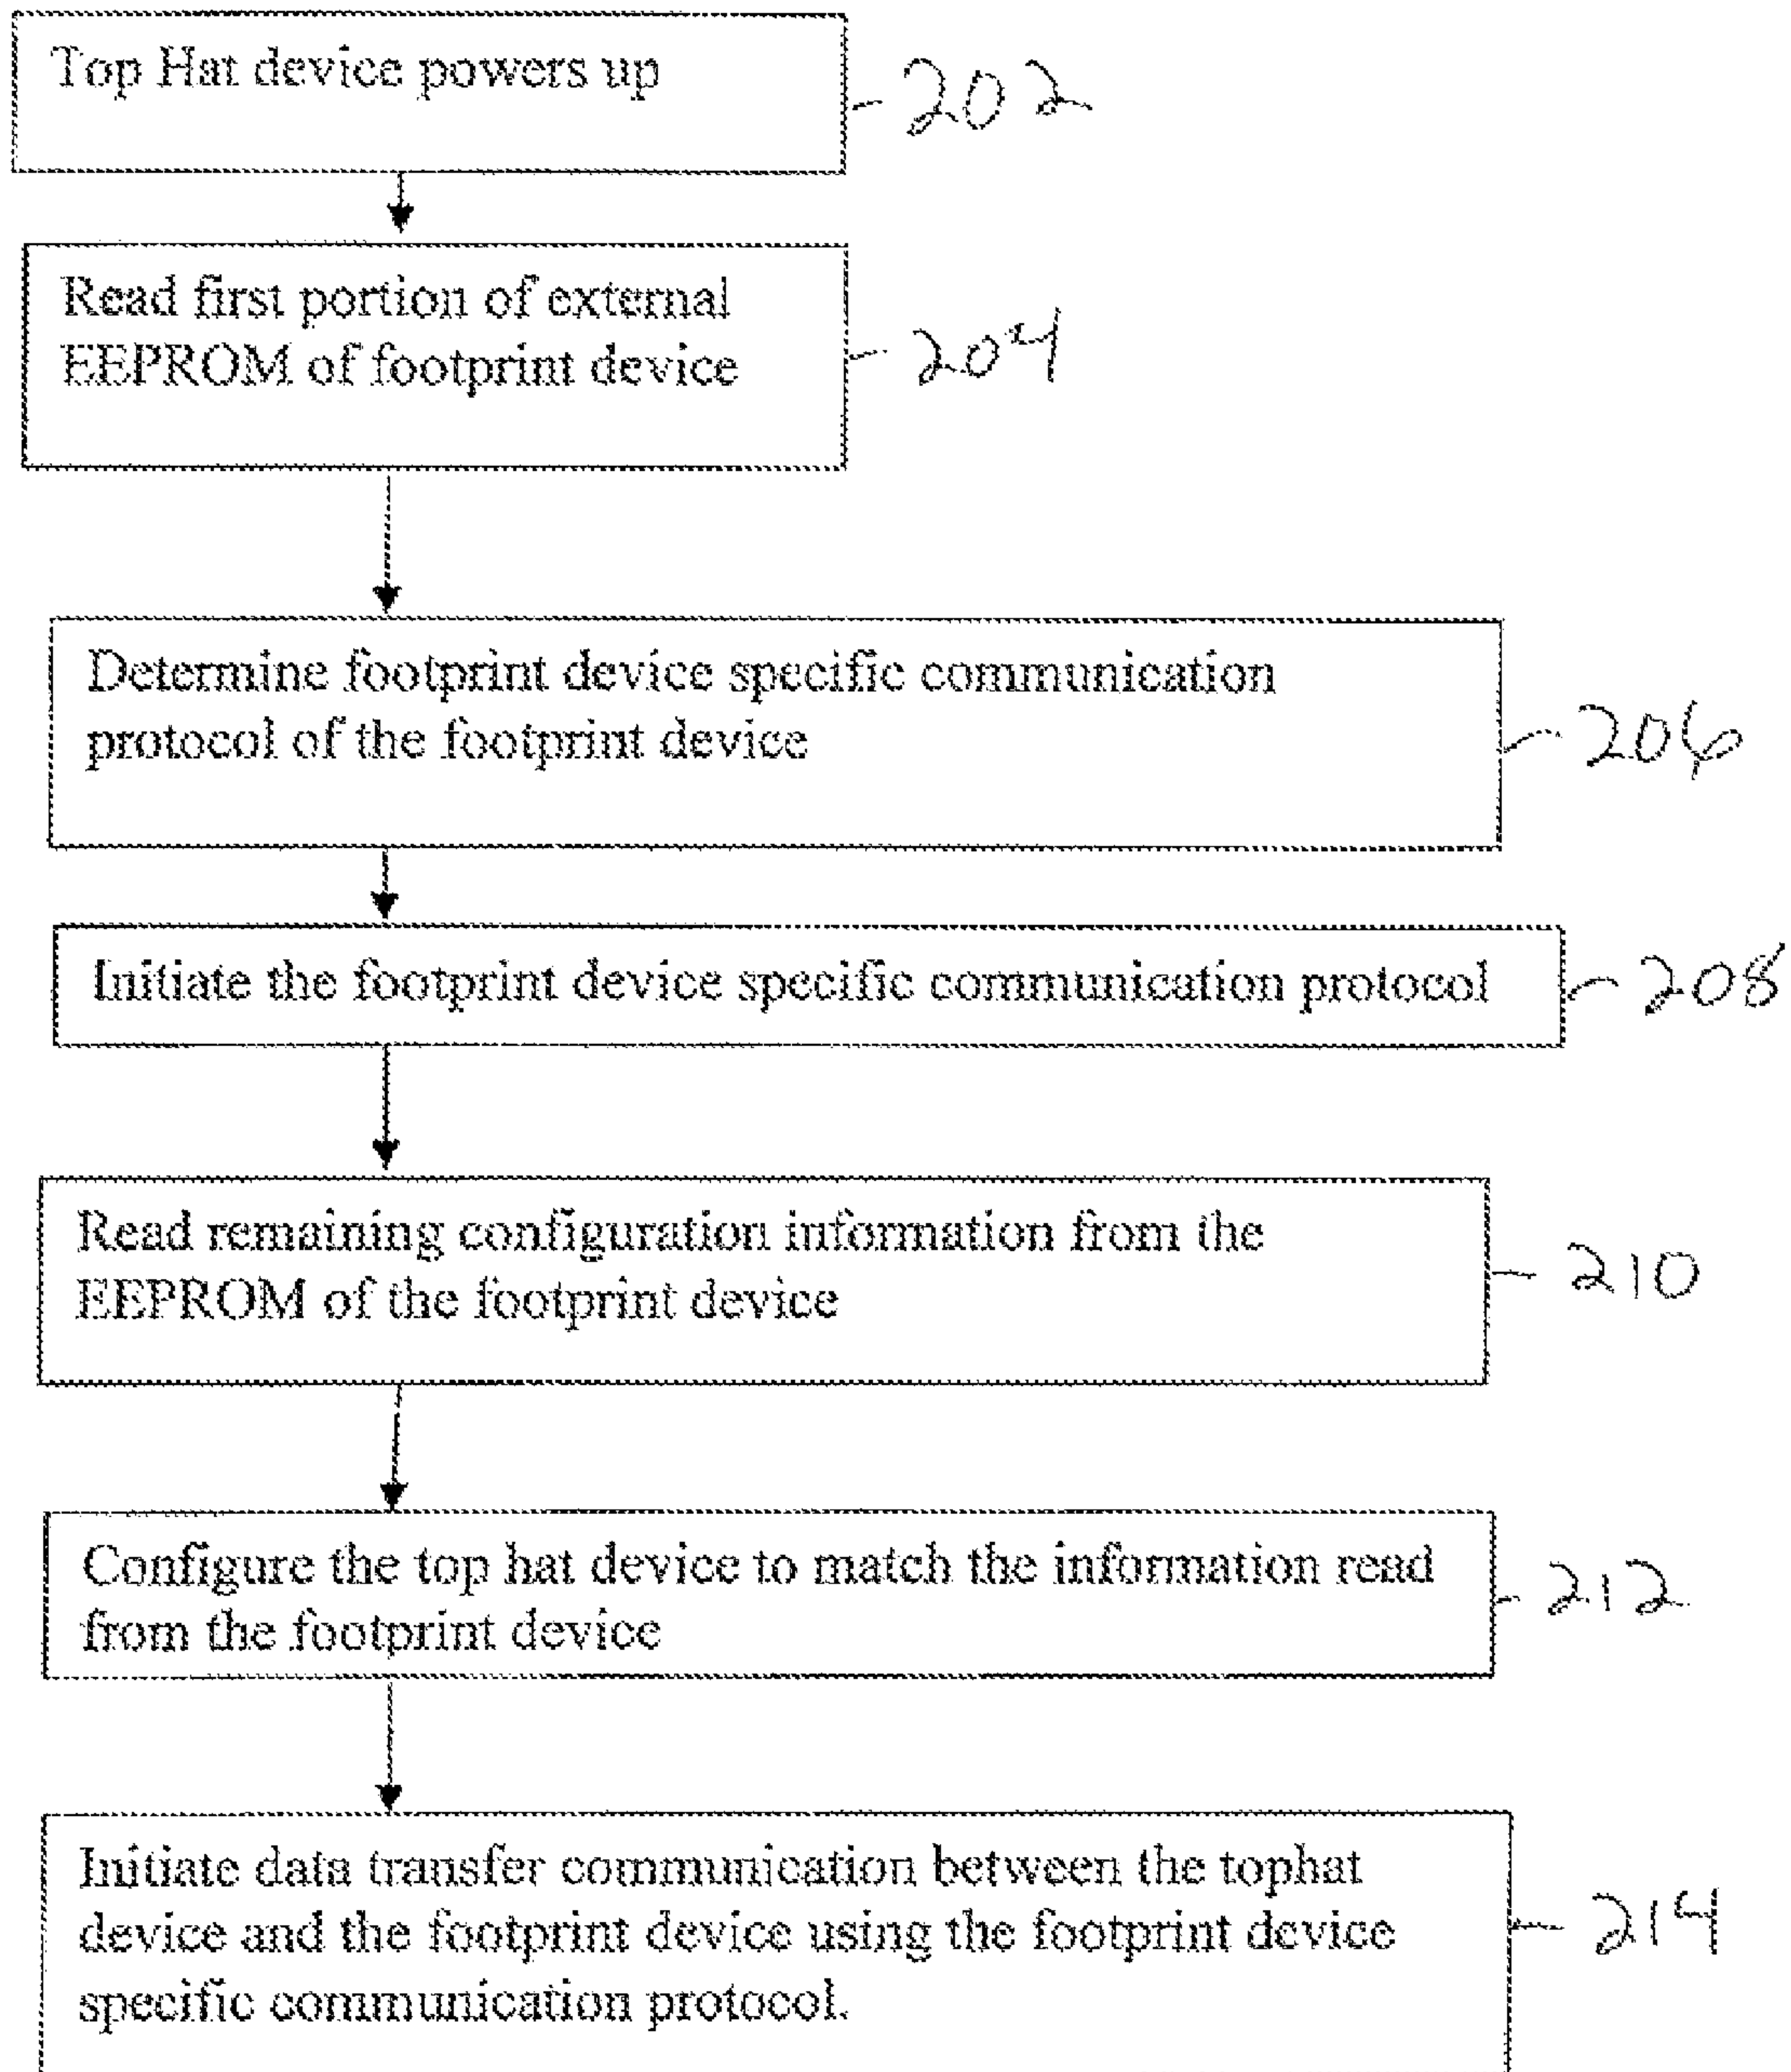 Top Hat device powers up
202
Read first portion of external
EEPROM of footprint device
204
Determine footprint device specific communication
protocol of the footprint device
206
Initiate the footprint device specific communication protocol
208
Read remaining configuration information from the
EEPROM of the footprint device
210
Configure the top hat device to match the information read
from the footprint device
212
Initiate data transfer communication between the tophat
device and the footprint device using the footprint device
specific communication protocol.
214